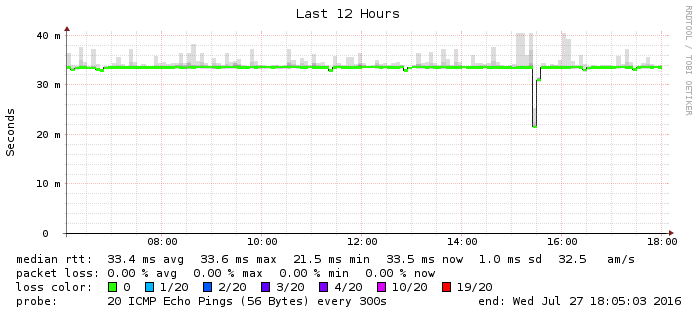 Last 12 Hours
RRDTOOL / TOBI OETIKER
Seconds
40 m
30 m
20 m
10 m
0
08:00 10:00 12:00 14:00 16:00 18:00
median rtt: 33.4 ms avg 33.6 ms max 21.5 ms min 33.5 ms now 1.0 ms sd 32.5 am/s
packet loss: 0.00 % avg 0.00 % max 0.00 % min 0.00 % now
loss color: 0 1/20 2/20 3/20 4/20 10/20 19/20
probe: 20 ICMP Echo Pings (56 Bytes) every 300s end: Wed Jul 27 18:05:03 2016